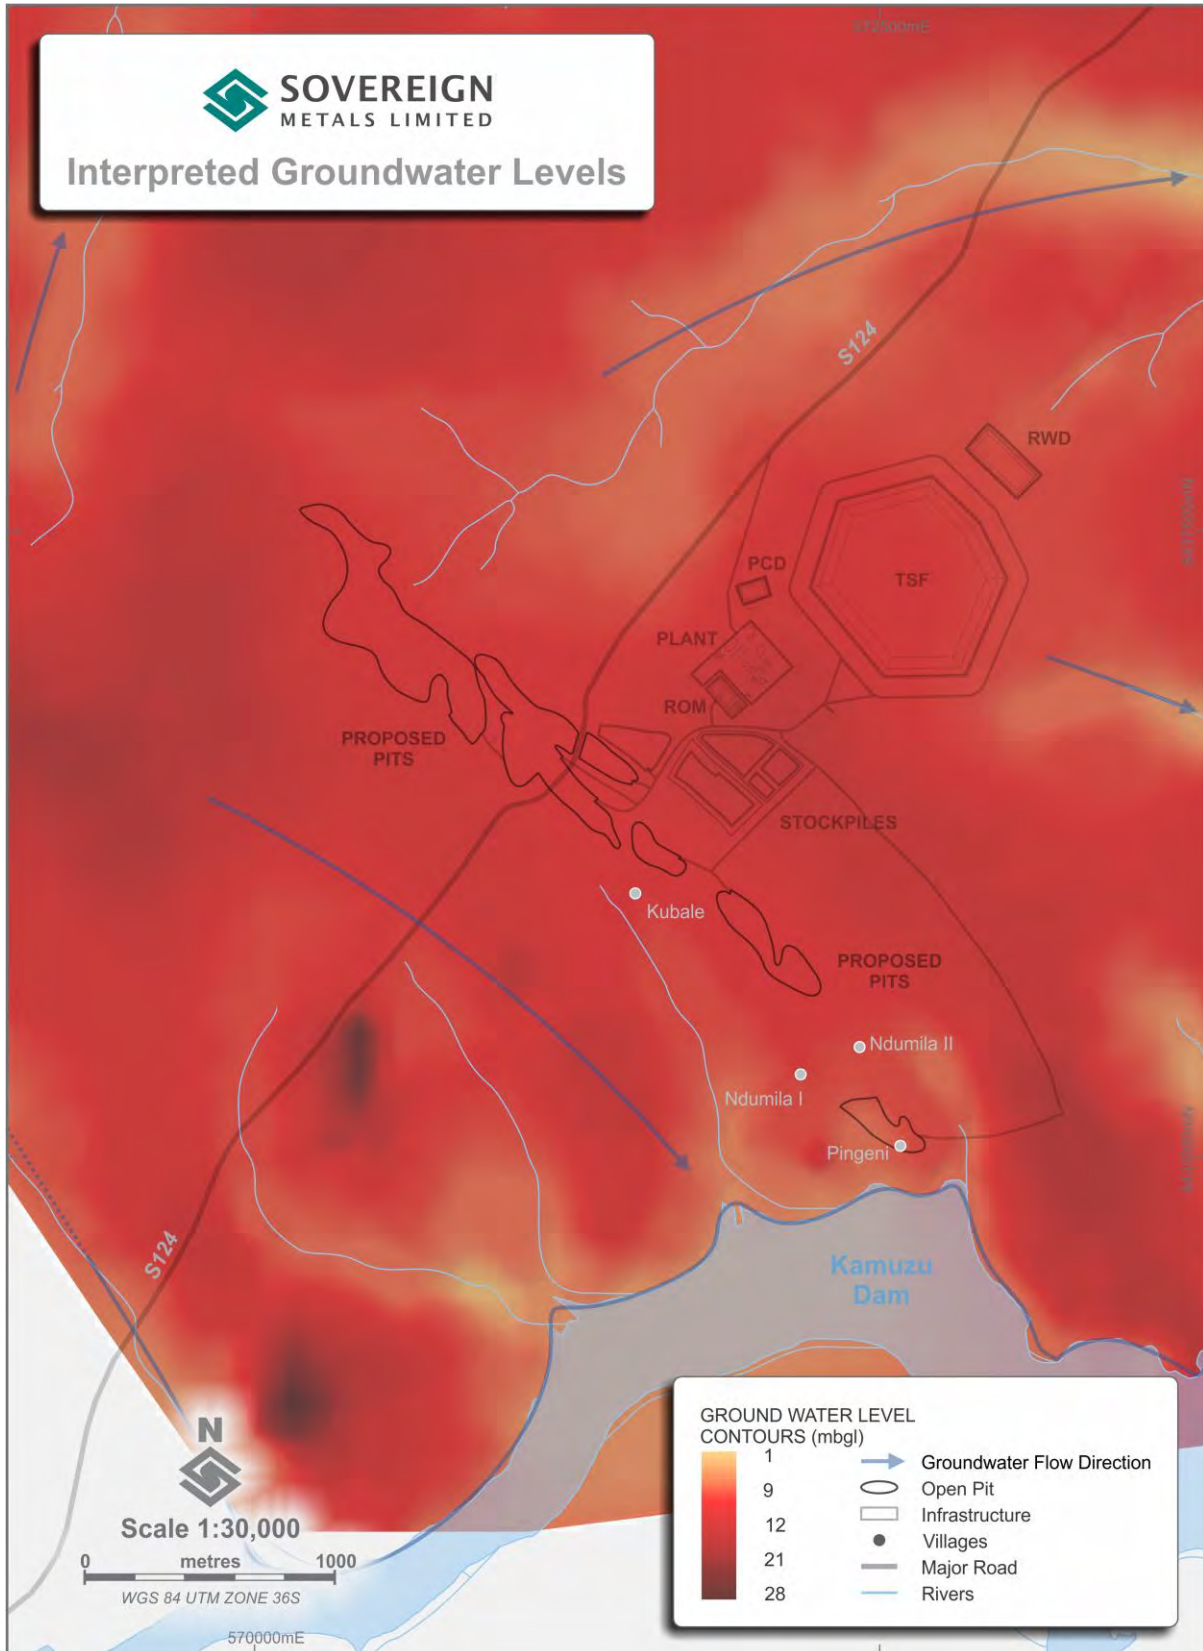 372500mE
SOVEREIGN
METALS LIMITED
Interpreted Groundwater Levels
S124
RWD
TSF
PCD
PLANT
ROM
PROPOSED
PITS
STOCKPILES
Kubale
PROPOSED
PITS
Ndumila II
Ndumila I
Pingeni
S124
Kamuzu
Dam
N
Scale 1:30,000
0 metres 1000
WGS 84 UTM ZONE 36S
570000mE
GROUND WATER LEVEL
CONTOURS (mbgl)
1
9
12
21
28
Groundwater Flow Direction
Open Pit
Infrastructure
Villages
Major Road
Rivers